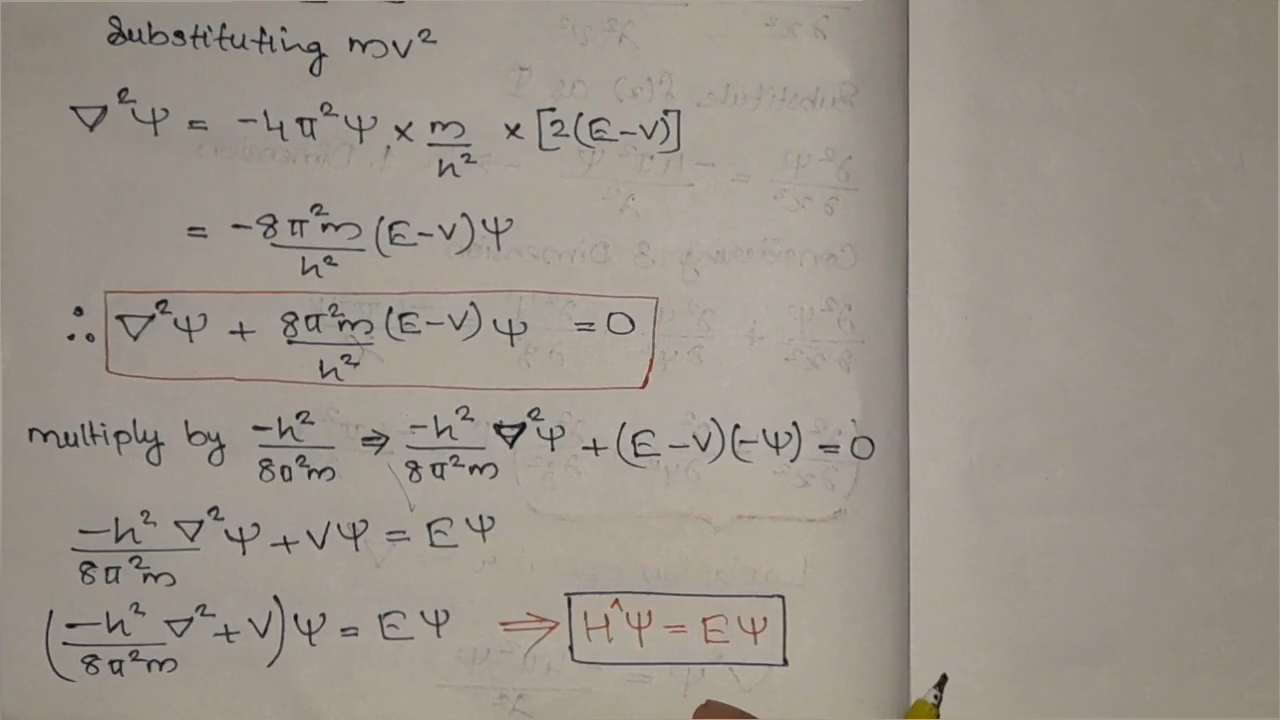 Substituting mv²
∇²Ψ = -4π²Ψ × m/h² × [2(E-V)]
= -8π²m/h² (E-V)Ψ
∴ ∇²Ψ + 8π²m/h² (E-V)Ψ = 0
multiply by -h²/8π²m ⇒ -h²/8π²m ∇²Ψ + (E-V)(-Ψ) = 0
-h²/8π²m ∇²Ψ + VΨ = EΨ
(-h²/8π²m ∇² + V)Ψ = EΨ ⇒ ĤΨ = EΨ